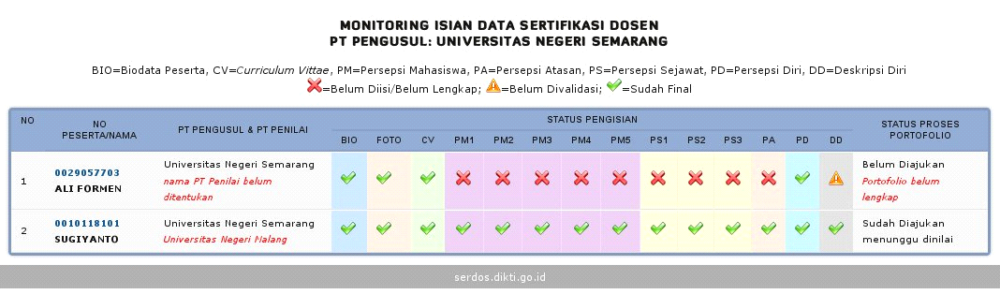 MONITORING ISIAN DATA SERTIFIKASI DOSEN
PT PENGUSUL: UNIVERSITAS NEGERI SEMARANG
BIO=Biodata Peserta, CV=Curriculum Vittae, PM=Persepsi Mahasiswa, PA=Persepsi Atasan, PS=Persepsi Sejawat, PD=Persepsi Diri, DD=Deskripsi Diri
=Belum Diisi/Belum Lengkap; =Belum Divalidasi; =Sudah Final
NO
NO PESERTA/NAMA
PT PENGUSUL & PT PENILAI
STATUS PENGISIAN
STATUS PROSES PORTOFOLIO
BIO FOTO CV PM1 PM2 PM3 PM4 PM5 PS1 PS2 PS3 PA PD DD
1
0029057703
ALI FORMEN
Universitas Negeri Semarang
nama PT Penilai belum
ditentukan
Belum Diajukan
Portofolio belum
lengkap
2
0010118101
SUGIYANTO
Universitas Negeri Semarang
Universitas Negeri Malang
Sudah Diajukan
menunggu dinilai
serdos.dikti.go.id